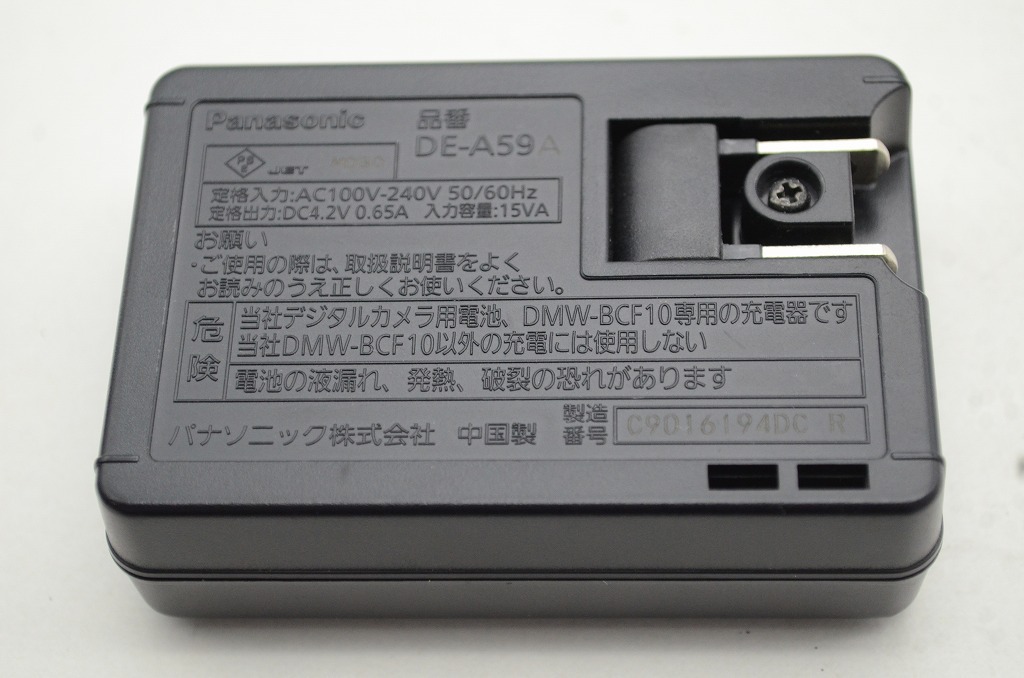 Panasonic 品番
DE-A59A
PS
E JET
定格入力:AC100V-240V 50/60Hz
定格出力:DC4.2V 0.65A 入力容量:15VA
お願い
・ご使用の際は、取扱説明書をよく
お読みのうえ正しくお使いください。
危険
当社デジタルカメラ用電池、DMW-BCF10専用の充電器です
当社DMW-BCF10以外の充電には使用しない
電池の液漏れ、発熱、破裂の恐れがあります
パナソニック株式会社 中国製 製造番号 C9016194DC R